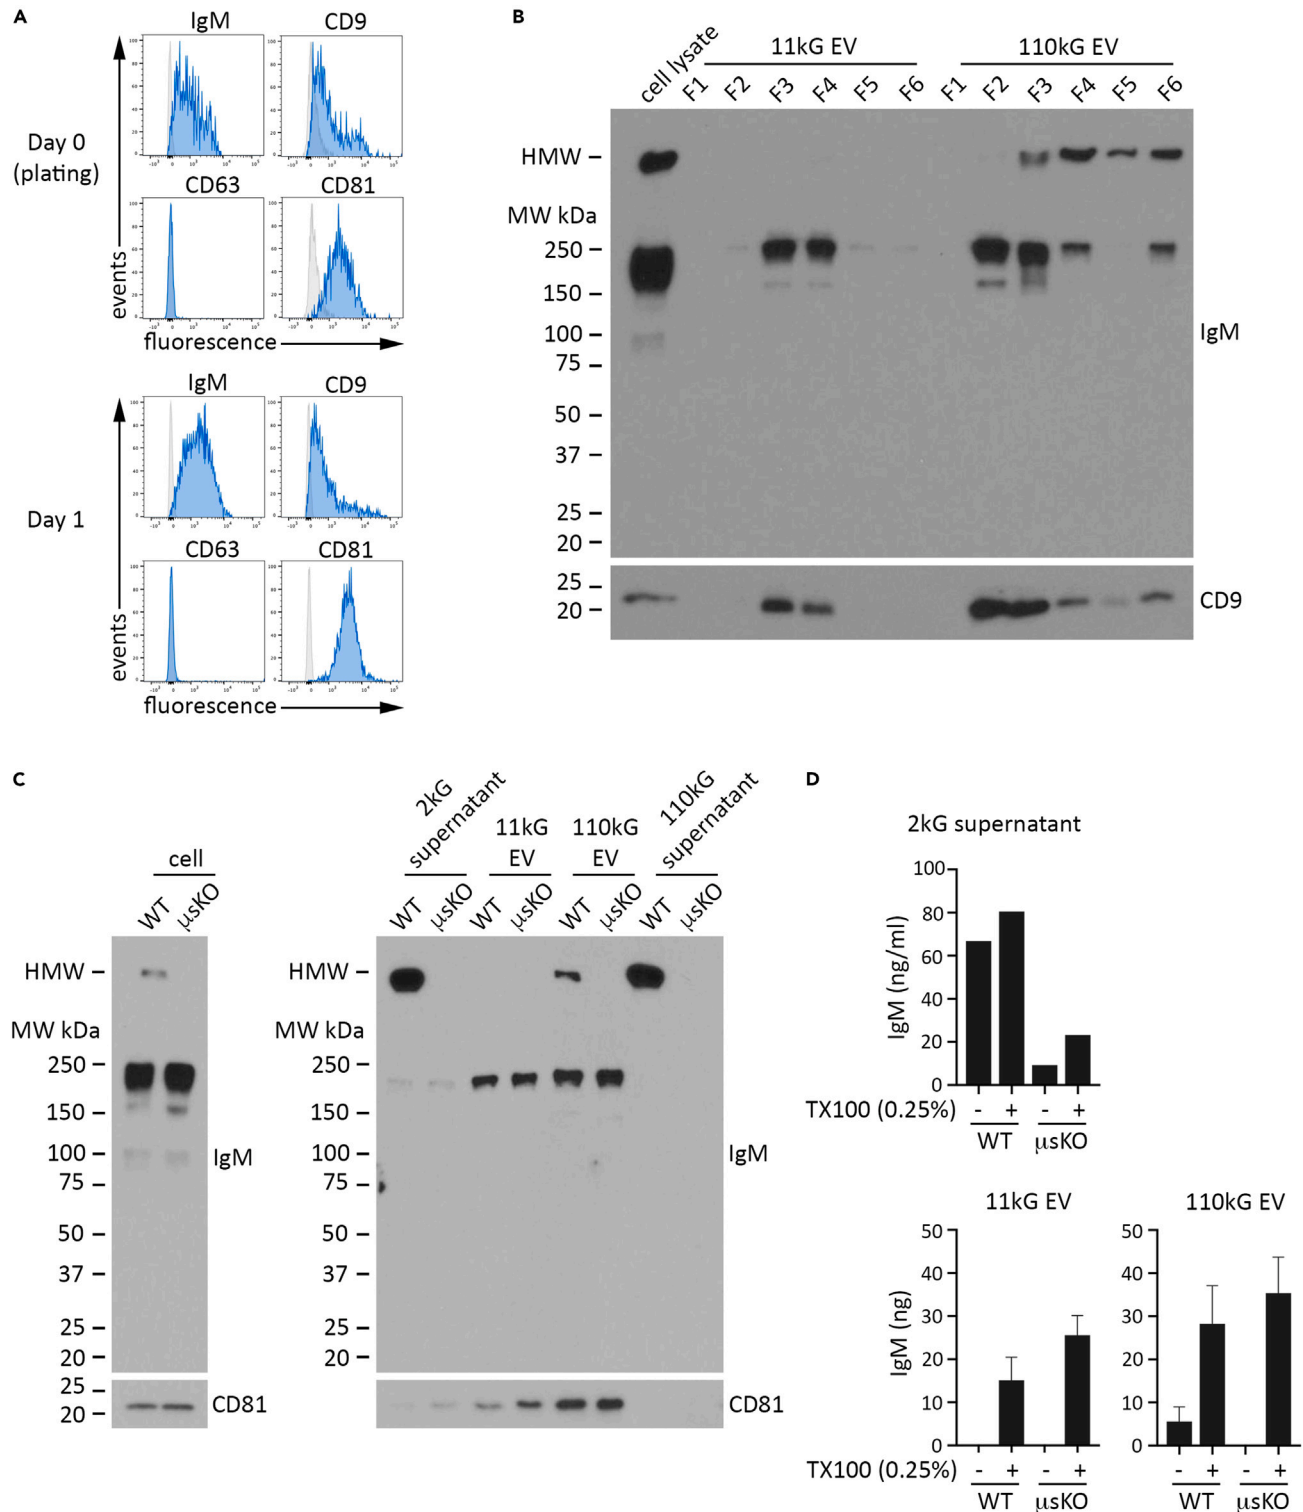 A
IgM CD9
Day 0
(plating)
CD63 CD81
events
fluorescence
IgM CD9
Day 1
CD63 CD81
events
fluorescence
B
11kG EV 110kG EV
cell lysate F1 F2 F3 F4 F5 F6 F1 F2 F3 F4 F5 F6
HMW
MW kDa
250
150
100
75
50
37
25
20
IgM
25
20
CD9
C
cell
WT µsKO
HMW
MW kDa
250
150
100
75
50
37
25
20
IgM
25
20
CD81
2kG
supernatant
11kG
EV
110kG
EV
110kG
supernatant
WT µsKO WT µsKO WT µsKO WT µsKO
HMW
MW kDa
250
150
100
75
50
37
25
20
IgM
25
20
CD81
D
2kG supernatant
IgM (ng/ml)
100
80
60
40
20
0
TX100 (0.25%) - + - +
WT µsKO
11kG EV
IgM (ng)
50
40
30
20
10
0
TX100 (0.25%) - + - +
WT µsKO
110kG EV
50
40
30
20
10
0
- + - +
WT µsKO